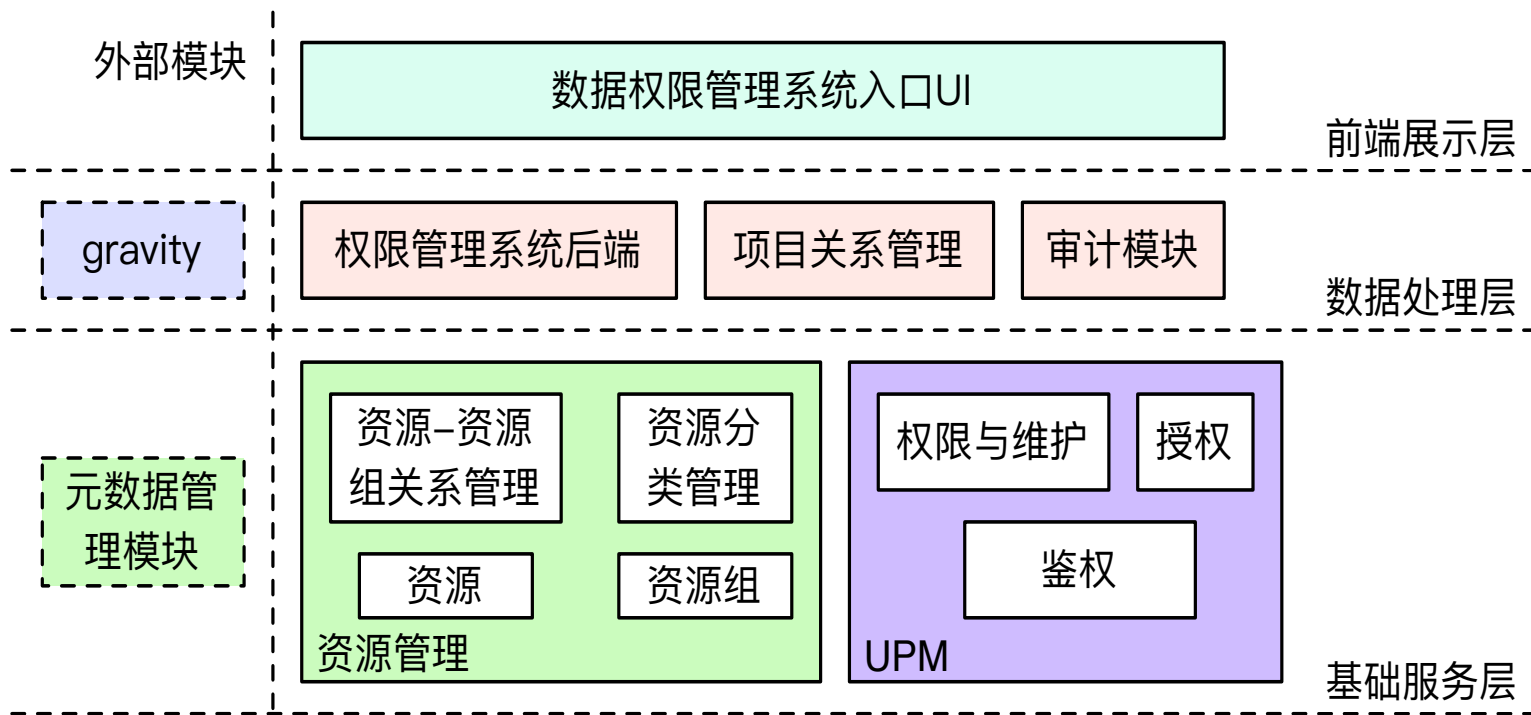 外部模块
数据权限管理系统入口UI
前端展示层
gravity
权限管理系统后端
项目关系管理
审计模块
数据处理层
元数据管
理模块
资源–资源
组关系管理
资源分
类管理
资源
资源组
资源管理
权限与维护
授权
鉴权
UPM
基础服务层